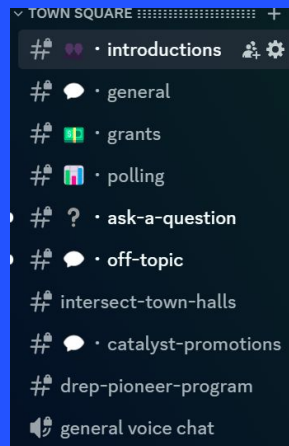 TOWN SQUARE ::::::::::::::::::::::::::::::: +
introductions
general
grants
polling
? · ask-a-question
off-topic
intersect-town-halls
catalyst-promotions
drep-pioneer-program
general voice chat